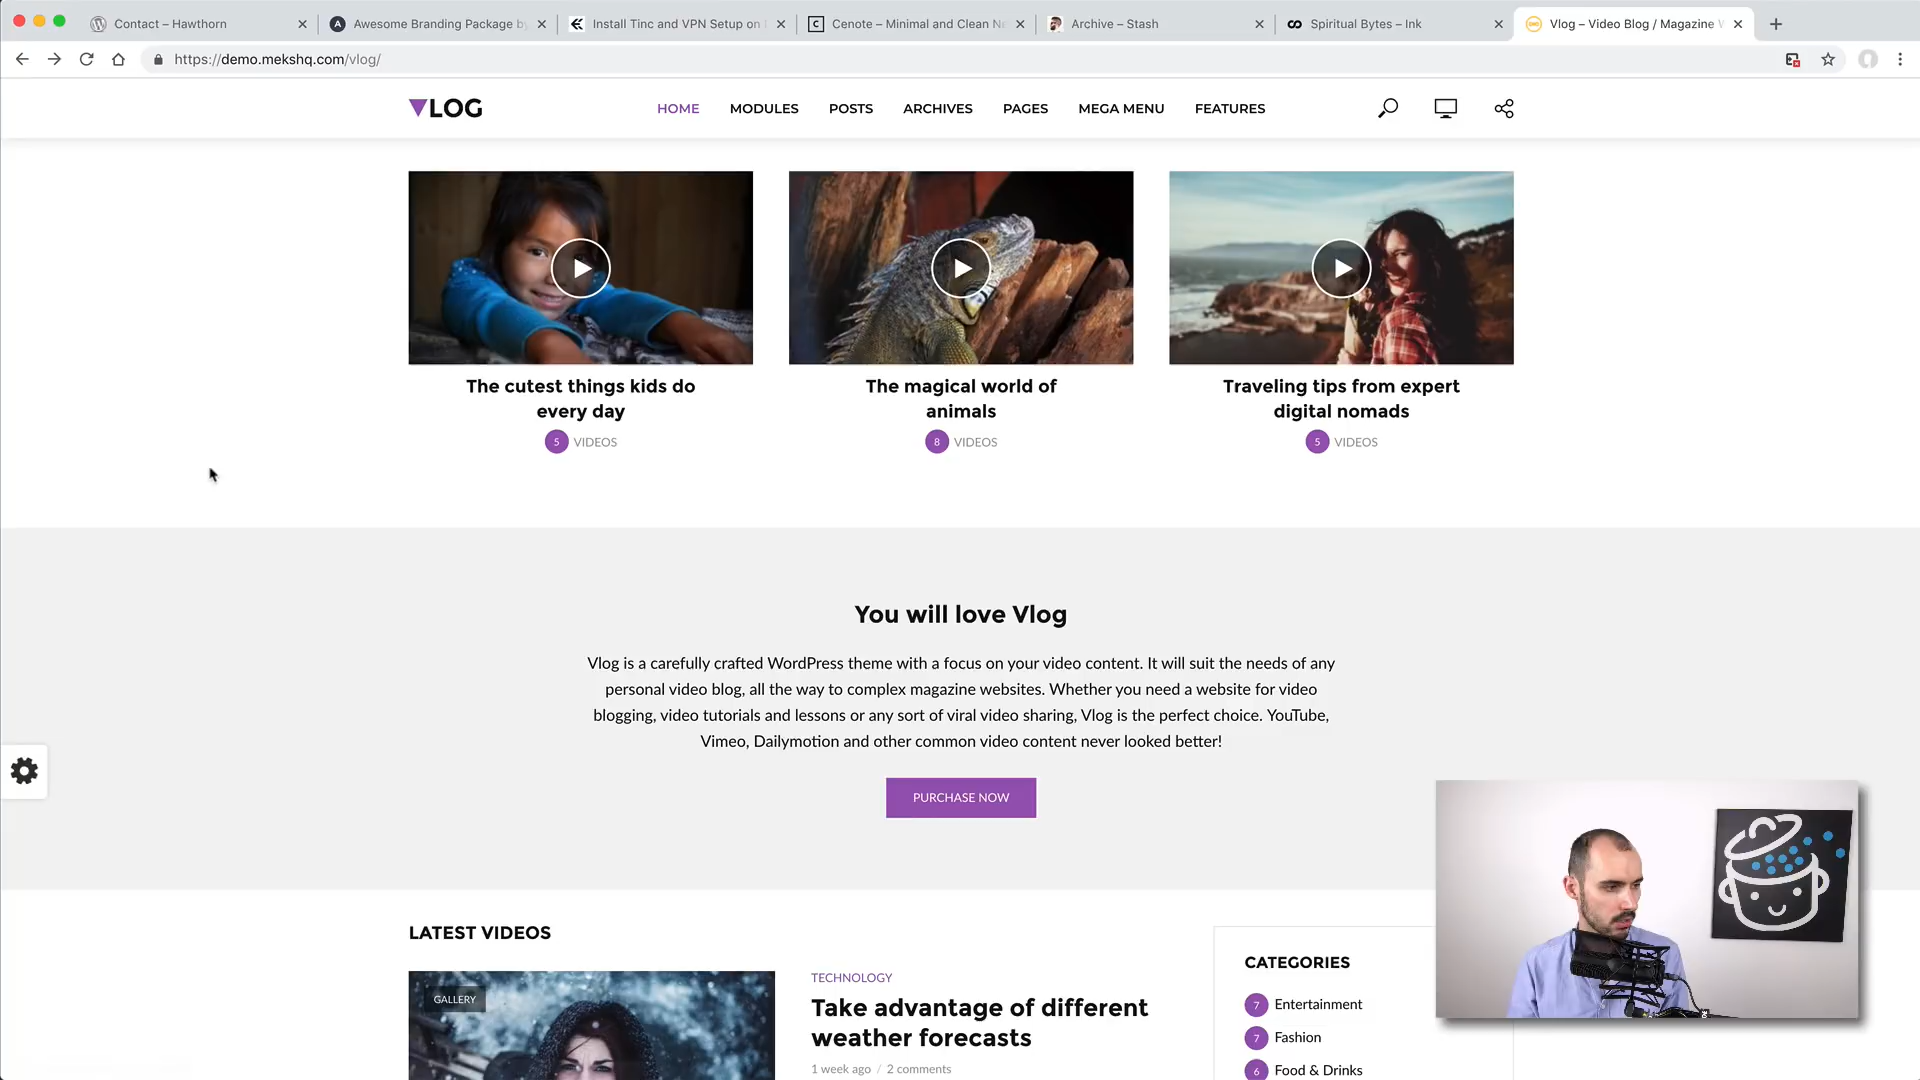 Contact – Hawthorn
Awesome Branding Package by
Install Tinc and VPN Setup on
Cenote – Minimal and Clean Ne
Archive – Stash
Spiritual Bytes – Ink
Vlog – Video Blog / Magazine W
https://demo.mekshq.com/vlog/
VLOG
HOME
MODULES
POSTS
ARCHIVES
PAGES
MEGA MENU
FEATURES
The cutest things kids do
every day
5 VIDEOS
The magical world of
animals
8 VIDEOS
Traveling tips from expert
digital nomads
5 VIDEOS
You will love Vlog
Vlog is a carefully crafted WordPress theme with a focus on your video content. It will suit the needs of any
personal video blog, all the way to complex magazine websites. Whether you need a website for video
blogging, video tutorials and lessons or any sort of viral video sharing, Vlog is the perfect choice. YouTube,
Vimeo, Dailymotion and other common video content never looked better!
PURCHASE NOW
LATEST VIDEOS
GALLERY
TECHNOLOGY
Take advantage of different
weather forecasts
1 week ago / 2 comments
CATEGORIES
7 Entertainment
7 Fashion
6 Food & Drinks